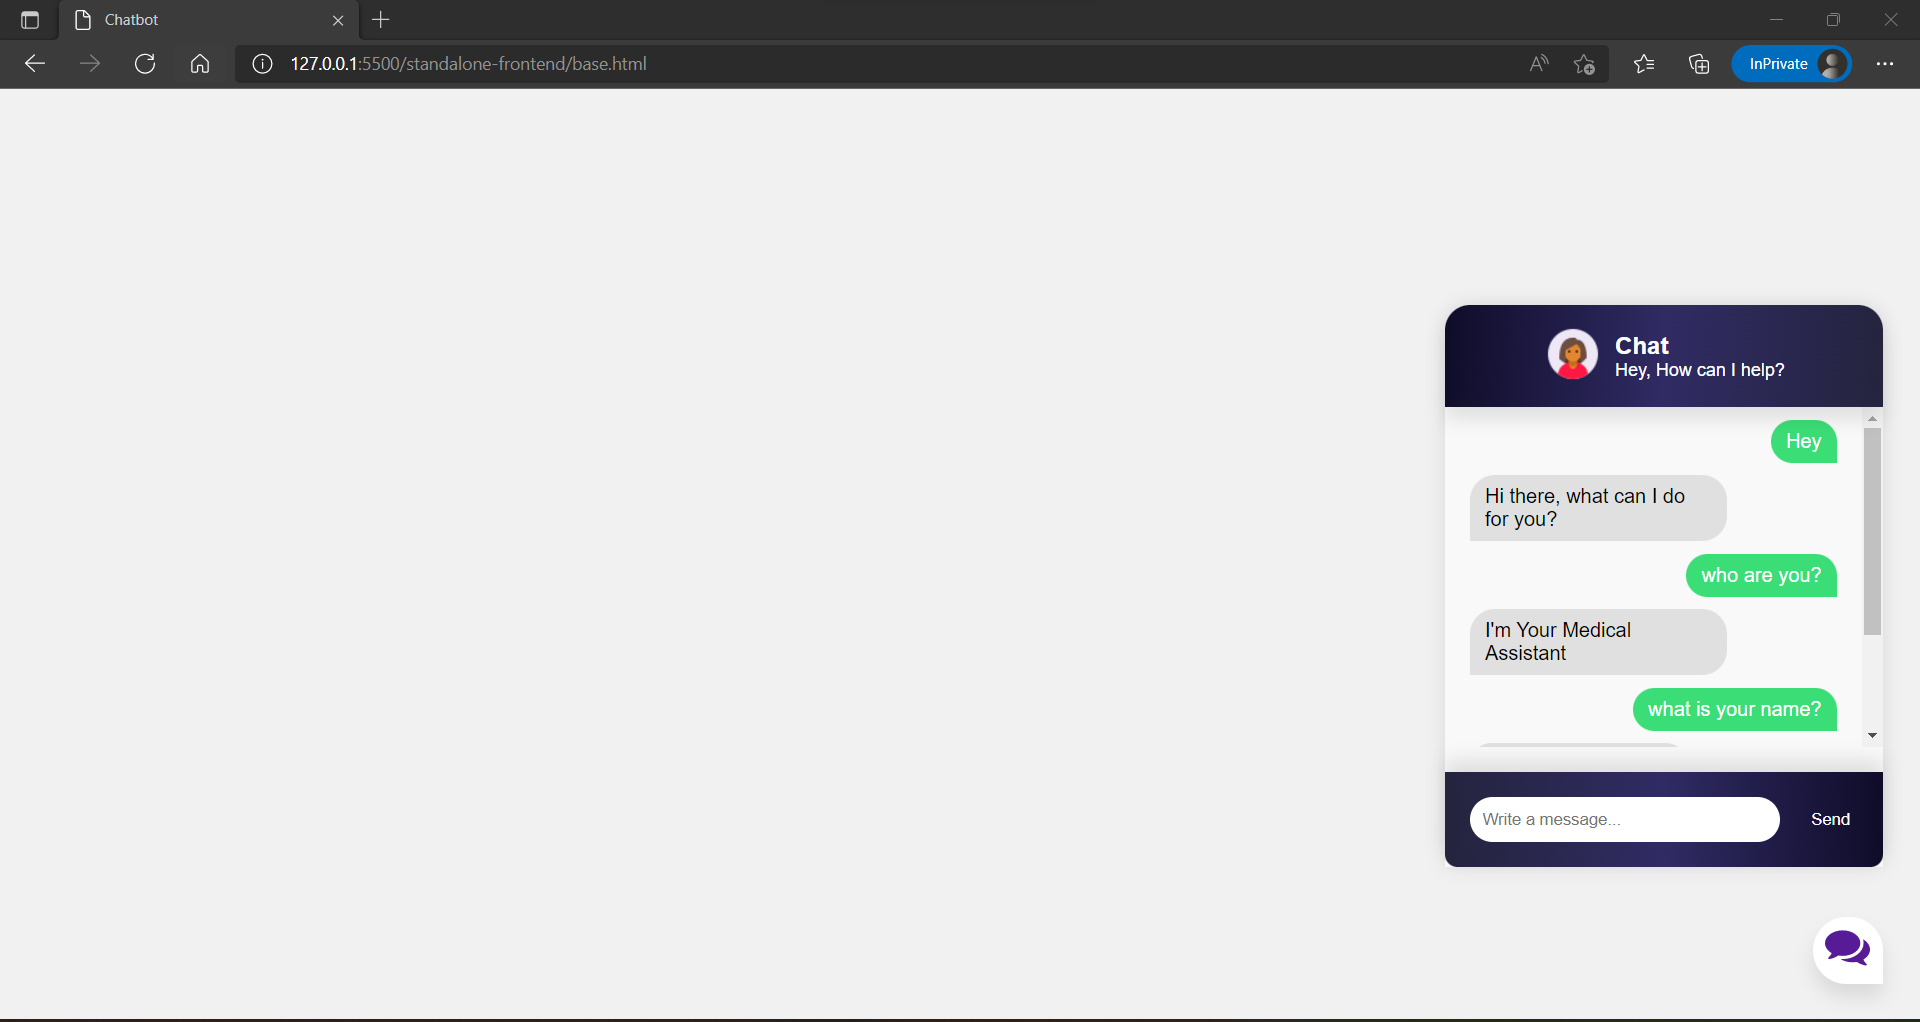 Chatbot
127.0.0.1:5500/standalone-frontend/base.html
InPrivate
Chat
Hey, How can I help?
Hey
Hi there, what can I do
for you?
who are you?
I'm Your Medical
Assistant
what is your name?
Write a message...
Send